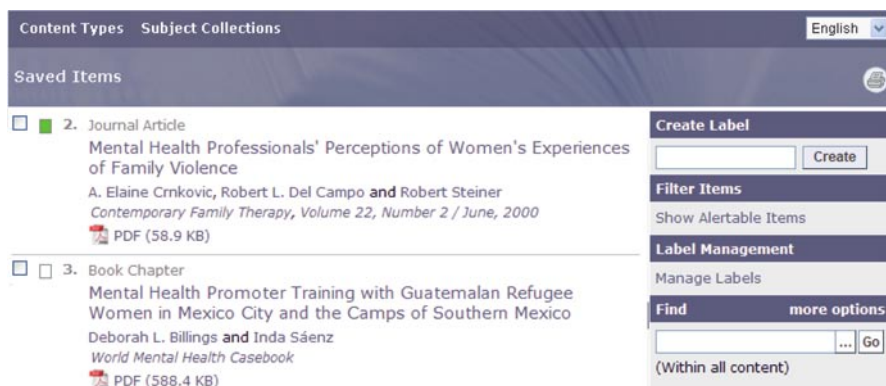 Content Types Subject Collections
English
Saved Items
2. Journal Article
Mental Health Professionals' Perceptions of Women's Experiences
of Family Violence
A. Elaine Crnkovic, Robert L. Del Campo and Robert Steiner
Contemporary Family Therapy, Volume 22, Number 2 / June, 2000
PDF (58.9 KB)
3. Book Chapter
Mental Health Promoter Training with Guatemalan Refugee
Women in Mexico City and the Camps of Southern Mexico
Deborah L. Billings and Inda Sáenz
World Mental Health Casebook
PDF (588.4 KB)
Create Label
Create
Filter Items
Show Alertable Items
Label Management
Manage Labels
Find more options
... Go
(Within all content)